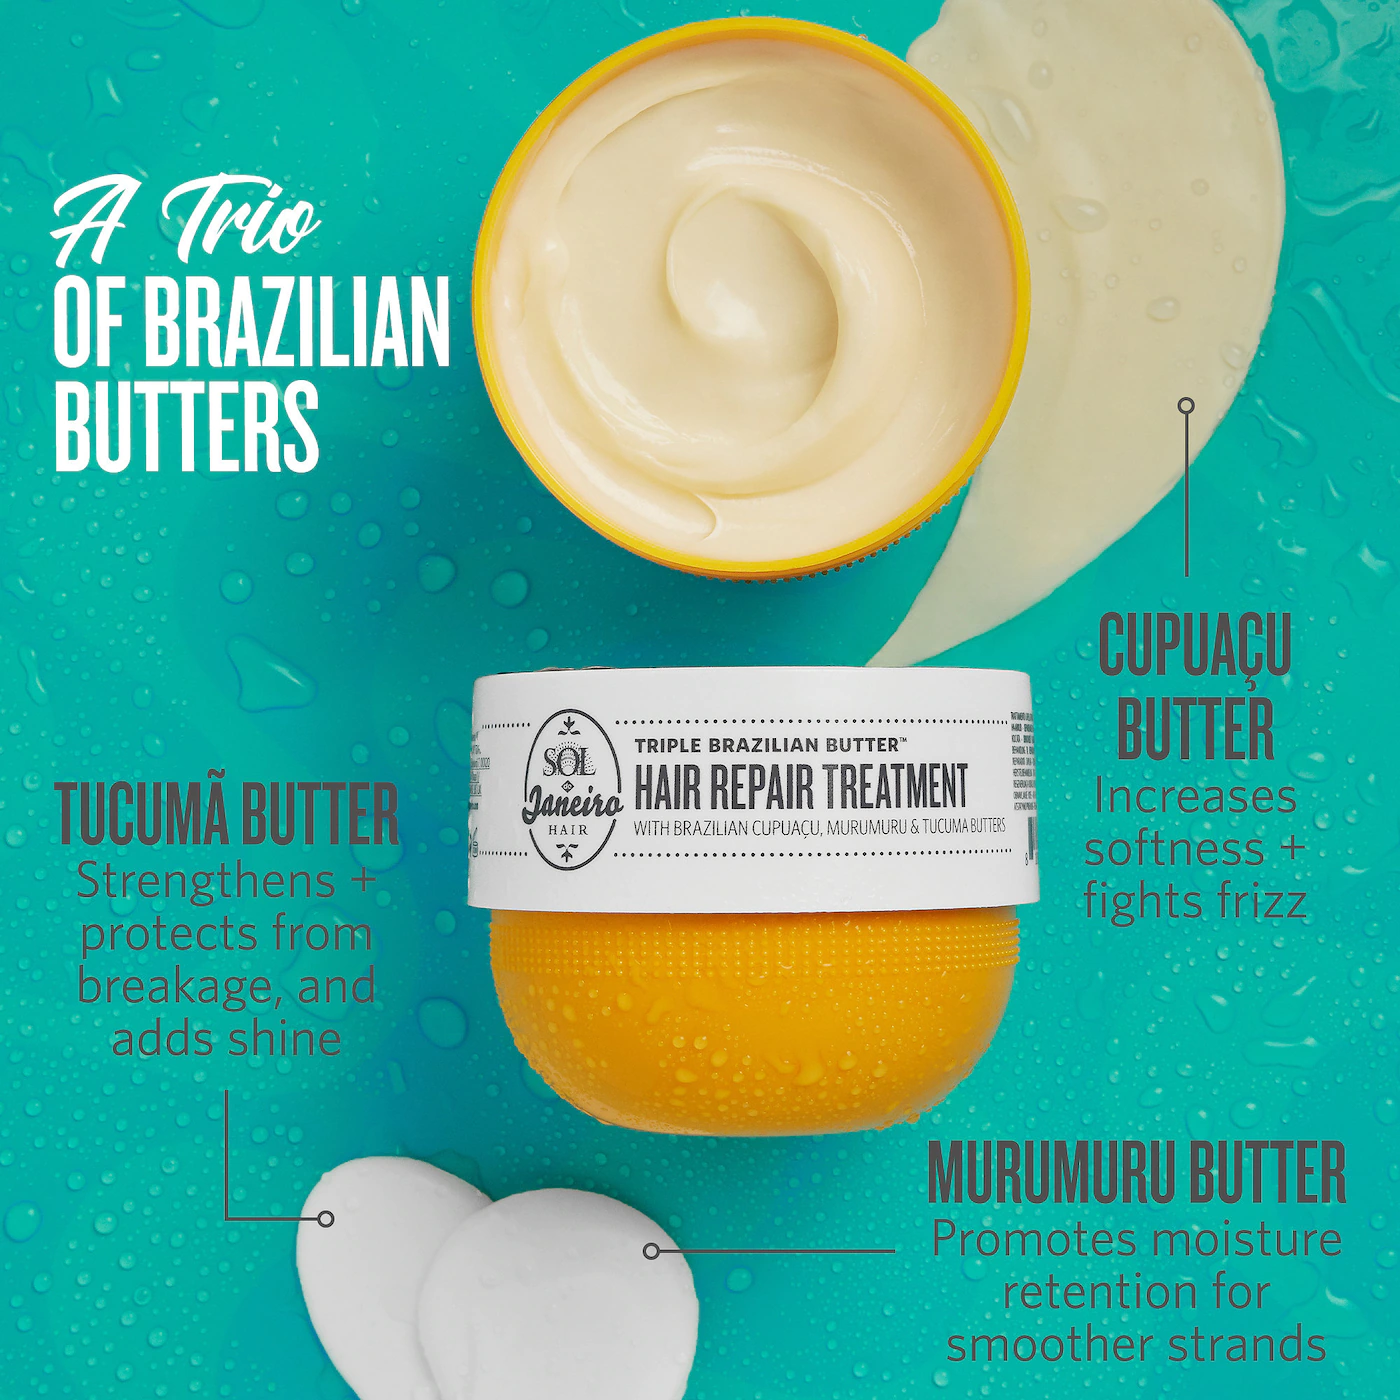 A Trio
OF BRAZILIAN
BUTTERS
CUPUAÇU
BUTTER
Increases
softness +
fights frizz
SOL
de
Janeiro
HAIR
TRIPLE BRAZILIAN BUTTER™
HAIR REPAIR TREATMENT
WITH BRAZILIAN CUPUAÇU, MURUMURU & TUCUMA BUTTERS
TUCUMÃ BUTTER
Strengthens +
protects from
breakage, and
adds shine
MURUMURU BUTTER
Promotes moisture
retention for
smoother strands